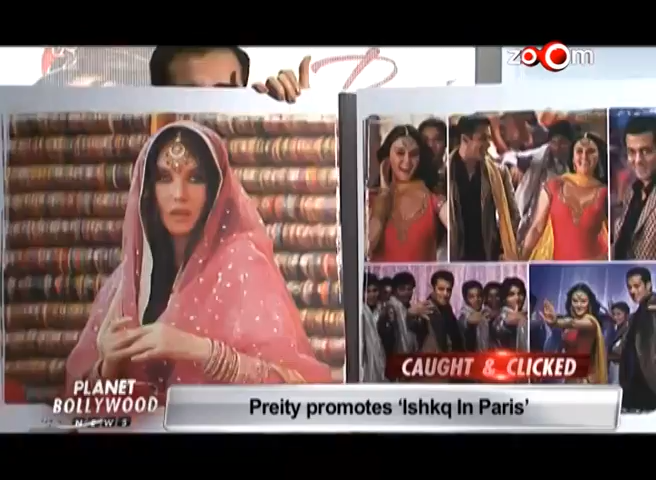 zoOm
CAUGHT & CLICKED
PLANET
BOLLYWOOD
NEWS
Preity promotes 'Ishkq In Paris'